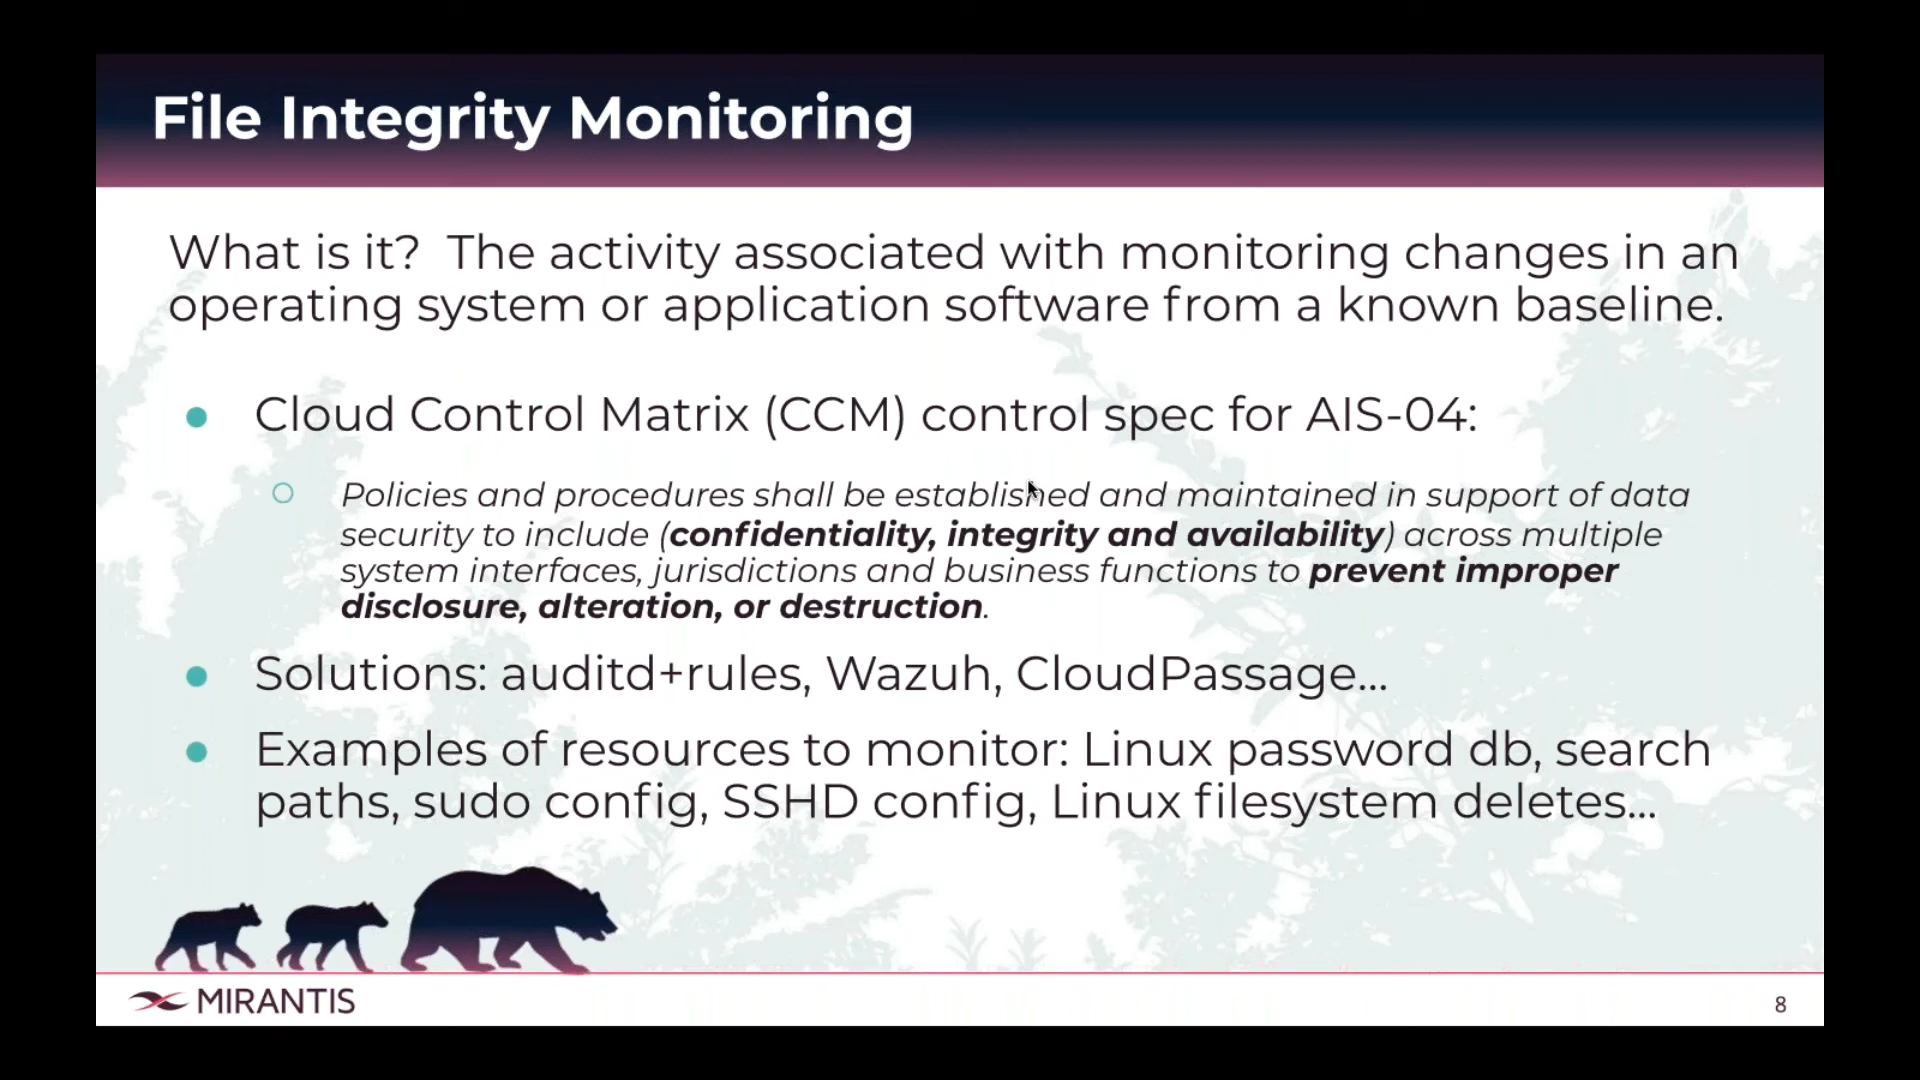 File Integrity Monitoring
What is it?  The activity associated with monitoring changes in an
operating system or application software from a known baseline.
● Cloud Control Matrix (CCM) control spec for AIS-04:
○ Policies and procedures shall be established and maintained in support of data
security to include (confidentiality, integrity and availability) across multiple
system interfaces, jurisdictions and business functions to prevent improper
disclosure, alteration, or destruction.
● Solutions: auditd+rules, Wazuh, CloudPassage...
● Examples of resources to monitor: Linux password db, search
paths, sudo config, SSHD config, Linux filesystem deletes...
MIRANTIS
8